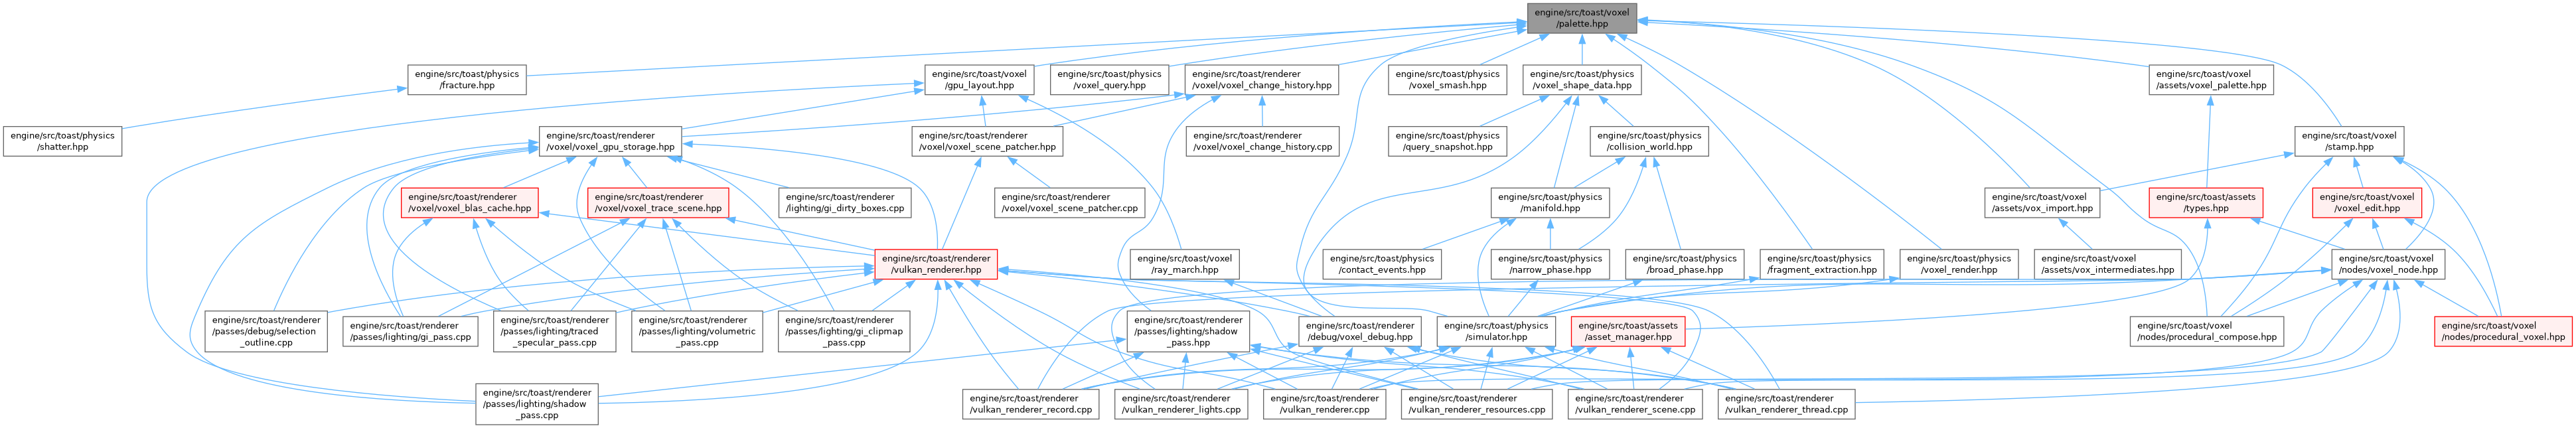 engine/src/toast/voxel
/palette.hpp
engine/src/toast/physics
/fracture.hpp
engine/src/toast/voxel
/gpu_layout.hpp
engine/src/toast/physics
/voxel_query.hpp
engine/src/toast/renderer
/voxel/voxel_change_history.hpp
engine/src/toast/physics
/voxel_smash.hpp
engine/src/toast/physics
/voxel_shape_data.hpp
engine/src/toast/voxel
/assets/voxel_palette.hpp
engine/src/toast/physics
/shatter.hpp
engine/src/toast/renderer
/voxel/voxel_gpu_storage.hpp
engine/src/toast/renderer
/voxel/voxel_scene_patcher.hpp
engine/src/toast/renderer
/voxel/voxel_change_history.cpp
engine/src/toast/physics
/query_snapshot.hpp
engine/src/toast/physics
/collision_world.hpp
engine/src/toast/voxel
/stamp.hpp
engine/src/toast/renderer
/voxel/voxel_blas_cache.hpp
engine/src/toast/renderer
/voxel/voxel_trace_scene.hpp
engine/src/toast/renderer
/lighting/gi_dirty_boxes.cpp
engine/src/toast/renderer
/voxel/voxel_scene_patcher.cpp
engine/src/toast/physics
/manifold.hpp
engine/src/toast/voxel
/assets/vox_import.hpp
engine/src/toast/assets
/types.hpp
engine/src/toast/voxel
/voxel_edit.hpp
engine/src/toast/renderer
/vulkan_renderer.hpp
engine/src/toast/voxel
/ray_march.hpp
engine/src/toast/physics
/contact_events.hpp
engine/src/toast/physics
/narrow_phase.hpp
engine/src/toast/physics
/broad_phase.hpp
engine/src/toast/physics
/fragment_extraction.hpp
engine/src/toast/physics
/voxel_render.hpp
engine/src/toast/voxel
/assets/vox_intermediates.hpp
engine/src/toast/voxel
/nodes/voxel_node.hpp
engine/src/toast/renderer
/passes/debug/selection
_outline.cpp
engine/src/toast/renderer
/passes/lighting/gi_pass.cpp
engine/src/toast/renderer
/passes/lighting/traced
_specular_pass.cpp
engine/src/toast/renderer
/passes/lighting/volumetric
_pass.cpp
engine/src/toast/renderer
/passes/lighting/gi_clipmap
_pass.cpp
engine/src/toast/renderer
/passes/lighting/shadow
_pass.hpp
engine/src/toast/renderer
/debug/voxel_debug.hpp
engine/src/toast/physics
/simulator.hpp
engine/src/toast/assets
/asset_manager.hpp
engine/src/toast/voxel
/nodes/procedural_compose.hpp
engine/src/toast/voxel
/nodes/procedural_voxel.hpp
engine/src/toast/renderer
/passes/lighting/shadow
_pass.cpp
engine/src/toast/renderer
/vulkan_renderer_record.cpp
engine/src/toast/renderer
/vulkan_renderer_lights.cpp
engine/src/toast/renderer
/vulkan_renderer.cpp
engine/src/toast/renderer
/vulkan_renderer_resources.cpp
engine/src/toast/renderer
/vulkan_renderer_scene.cpp
engine/src/toast/renderer
/vulkan_renderer_thread.cpp